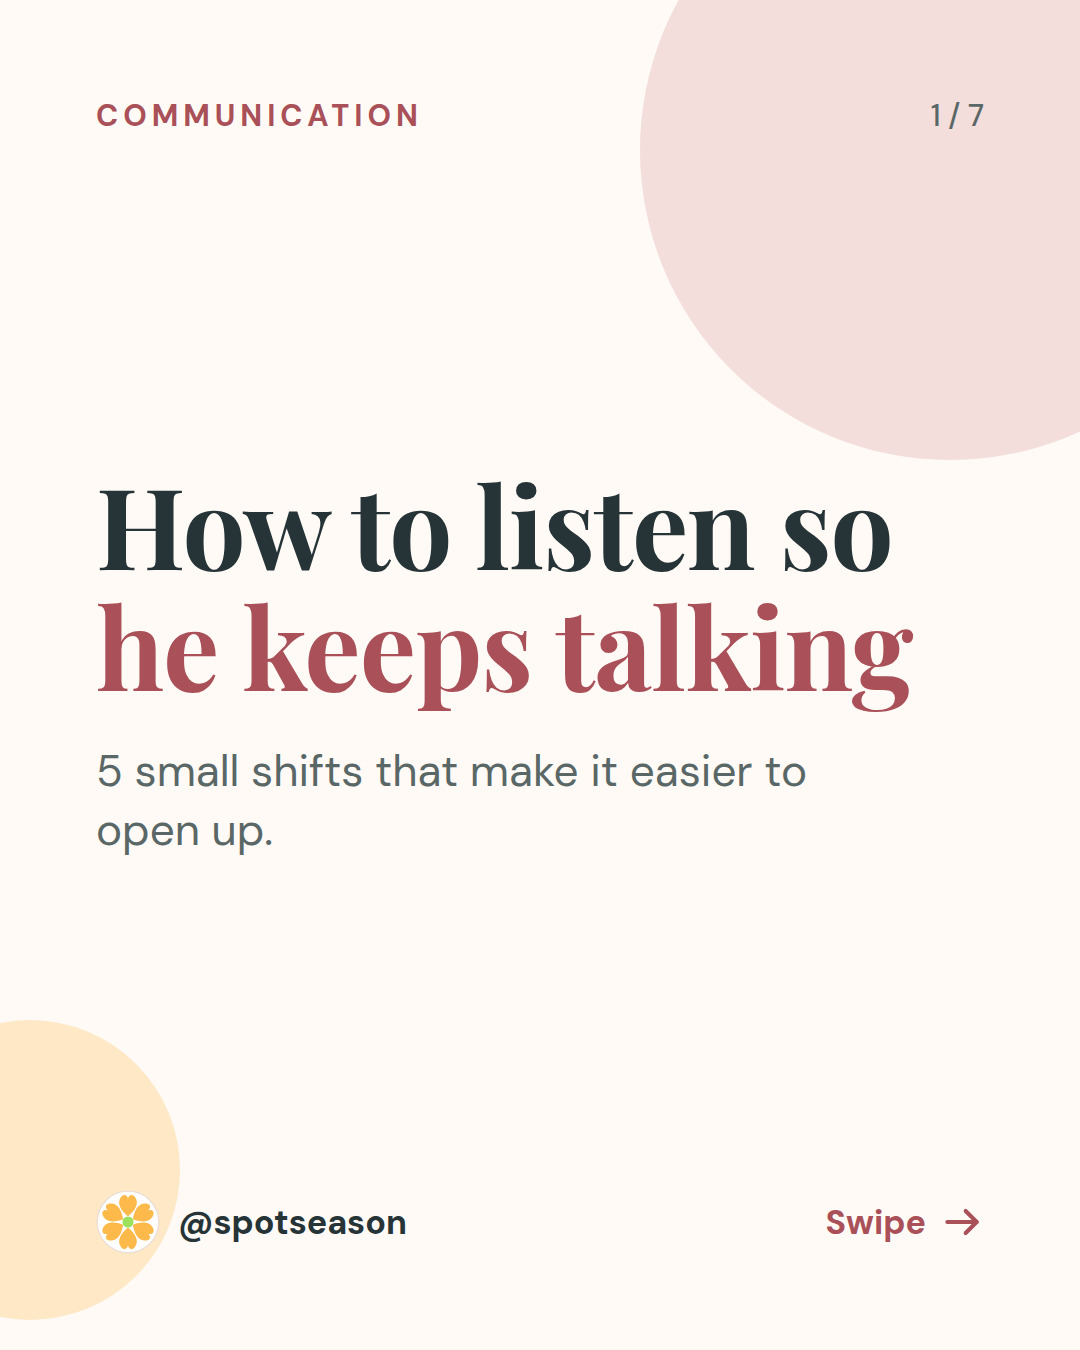 COMMUNICATION
1 / 7
How to listen so
he keeps talking
5 small shifts that make it easier to
open up.
@spotseason
Swipe →